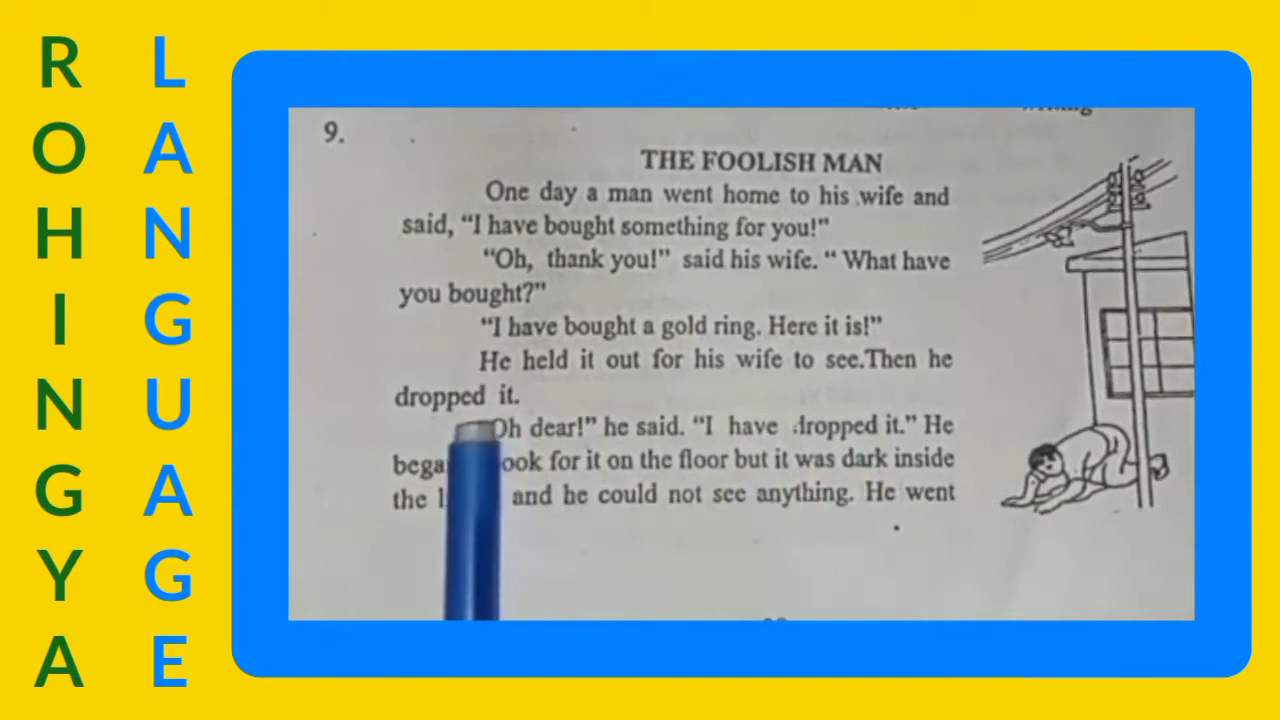 ROHINGYA
LANGUAGE
9.
THE FOOLISH MAN
One day a man went home to his wife and
said, “I have bought something for you!”
“Oh, thank you!” said his wife. “ What have
you bought?”
“I have bought a gold ring. Here it is!”
He held it out for his wife to see.Then he
dropped it.
Oh dear!” he said. “I have dropped it.” He
for it on the floor but it was dark inside
the and he could not see anything. He went